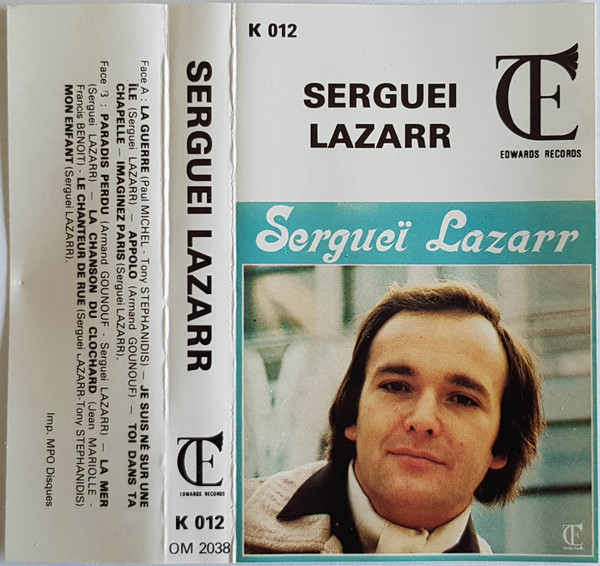 Face A : LA GUERRE (Paul MICHEL - Tony STEPHANIDIS) — JE SUIS NÉ SUR UNE
ÎLE (Serguei LAZARR) — APPOLO (Armand GOUNOUF) — TOI DANS TA
CHAPELLE — IMAGINEZ PARIS (Serguei LAZARR).
Face B : PARADIS PERDU (Armand GOUNOUF - Serguei LAZARR) — LA MER
(Serguei LAZARR) — LA CHANSON DU CLOCHARD (Jean MARIOLLE -
Francis BENOIT) - LE CHANTEUR DE RUE (Serguei LAZARR-Tony STEPHANIDIS)
MON ENFANT (Serguei LAZARR).
Imp. MPO Disques
SERGUEI LAZARR
EDWARDS RECORDS
K 012
OM 2038
K 012
SERGUEI
LAZARR
EDWARDS RECORDS
Sergueï Lazarr